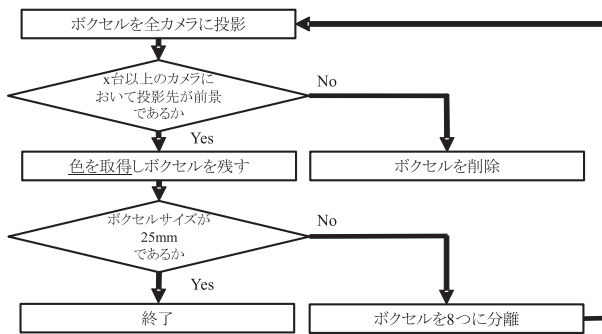 ボクセルを全カメラに投影
x台以上のカメラに
おいて投影先が前景
であるか
No
Yes
色を取得しボクセルを残す
ボクセルを削除
ボクセルサイズが
25mm
であるか
No
Yes
終了
ボクセルを8つに分離